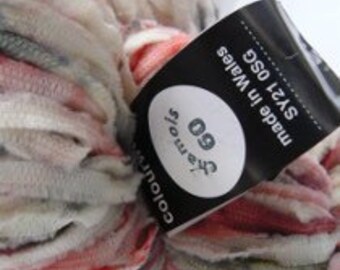 colour
chamois
60
made in Wales
SY21 0SG